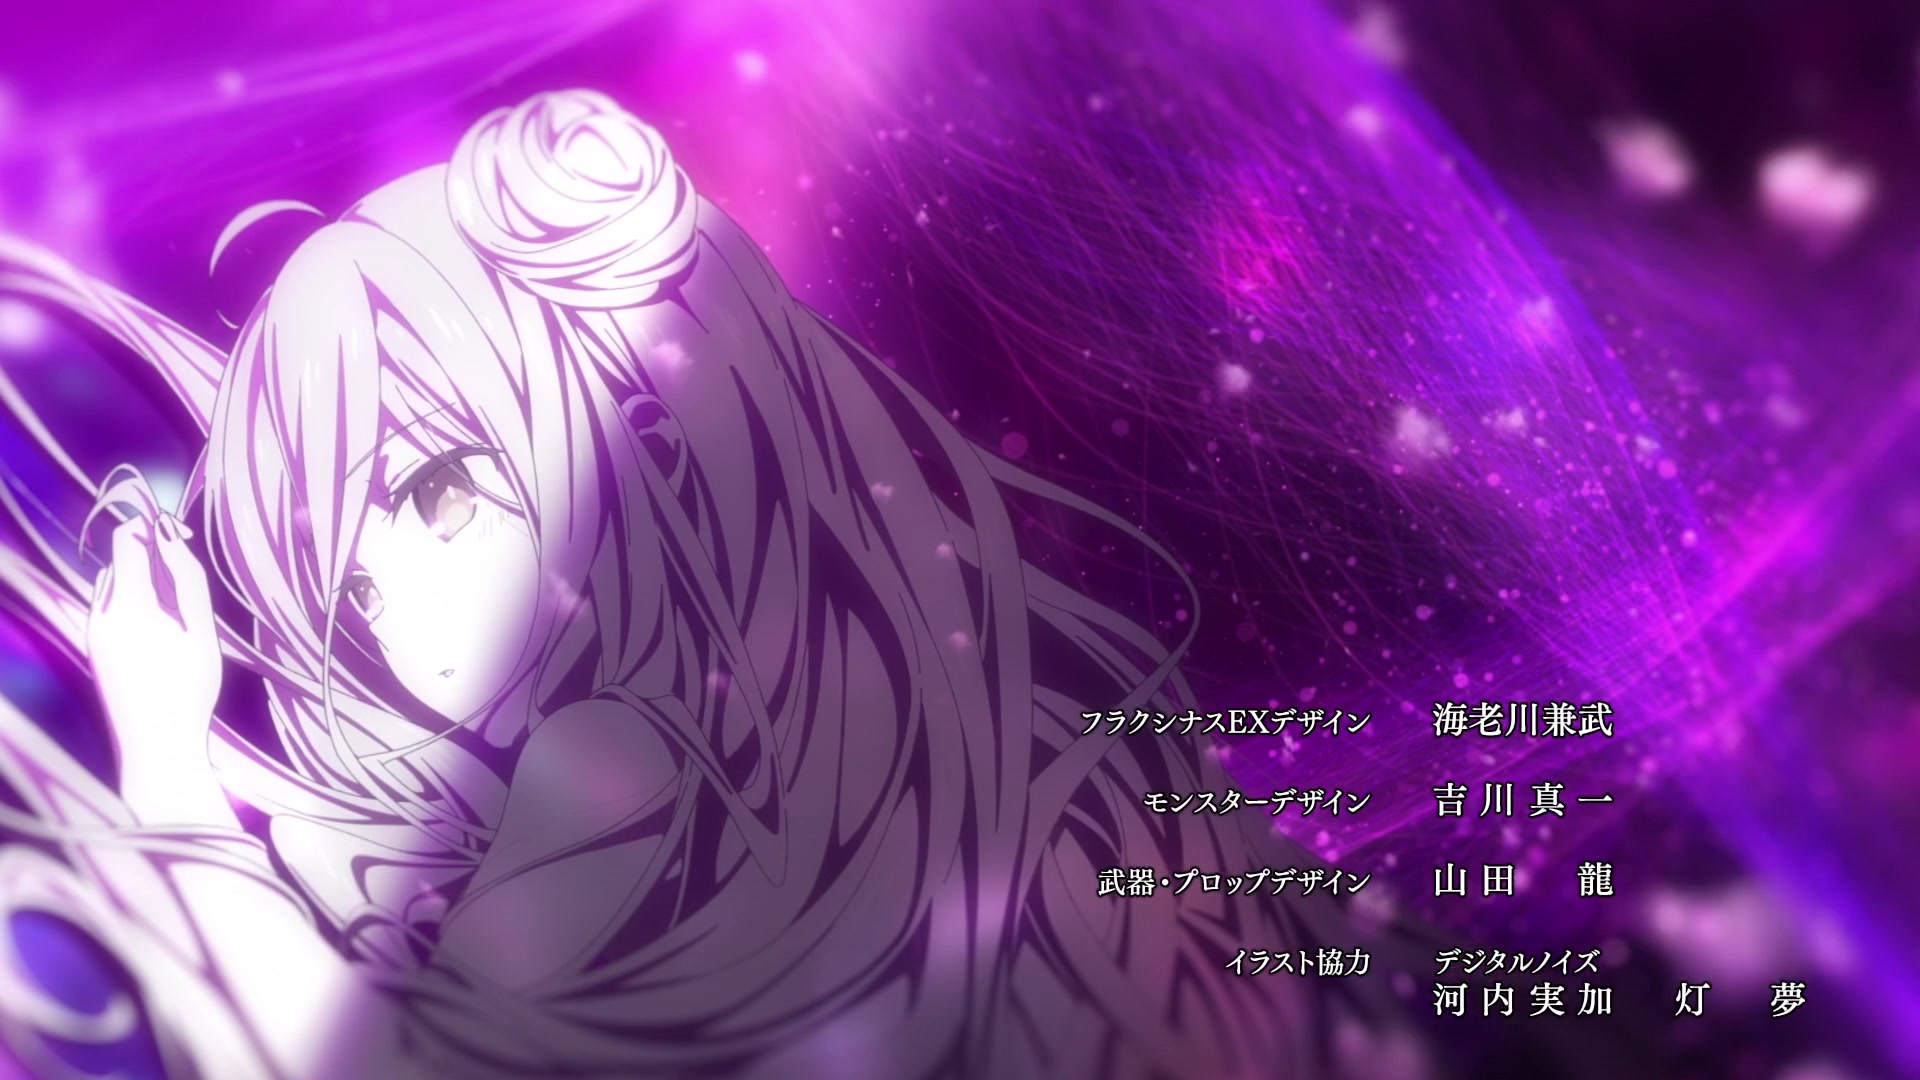 フラクシナスEXデザイン 海老川兼武
モンスターデザイン 吉川真一
武器・プロップデザイン 山田 龍
イラスト協力 デジタルノイズ
河内実加 灯 夢